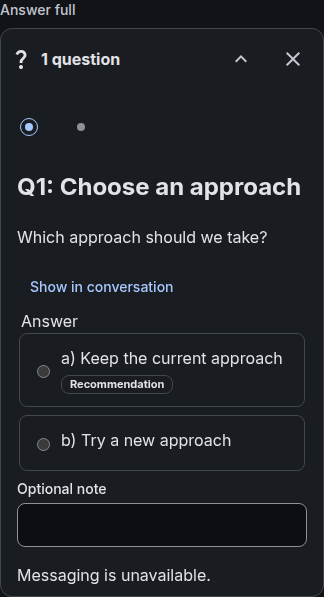 Answer full
? 1 question
Q1: Choose an approach
Which approach should we take?
Show in conversation
Answer
a) Keep the current approach
Recommendation
b) Try a new approach
Optional note
Messaging is unavailable.